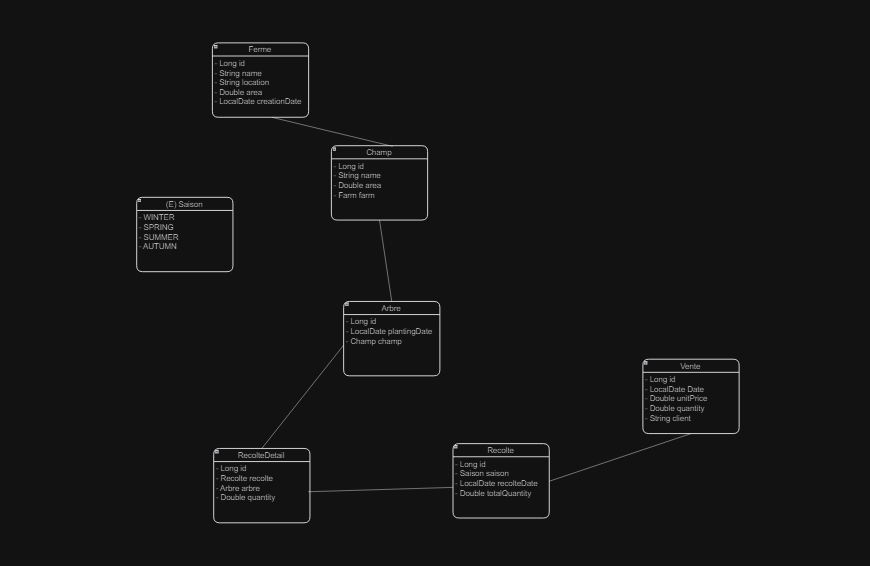 Ferme
- Long id
- String name
- String location
- Double area
- LocalDate creationDate
Champ
- Long id
- String name
- Double area
- Farm farm
(E) Saison
- WINTER
- SPRING
- SUMMER
- AUTUMN
Arbre
- Long id
- LocalDate plantingDate
- Champ champ
Vente
- Long id
- LocalDate Date
- Double unitPrice
- Double quantity
- String client
RecolteDetail
- Long id
- Recolte recolte
- Arbre arbre
- Double quantity
Recolte
- Long id
- Saison saison
- LocalDate recolteDate
- Double totalQuantity